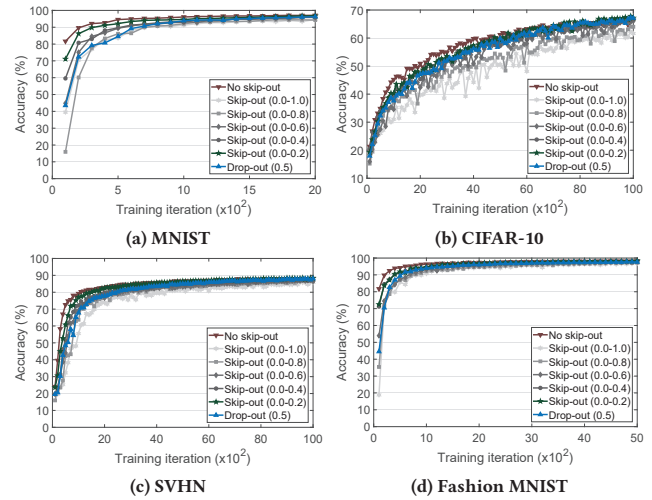 100
90
80
70
60
50
40
30
20
10
0
Accuracy (%)
No skip-out
Skip-out (0.0-1.0)
Skip-out (0.0-0.8)
Skip-out (0.0-0.6)
Skip-out (0.0-0.4)
Skip-out (0.0-0.2)
Drop-out (0.5)
0 5 10 15 20
Training iteration (x10²)
(a) MNIST
70
60
50
40
30
20
10
0
Accuracy (%)
No skip-out
Skip-out (0.0-1.0)
Skip-out (0.0-0.8)
Skip-out (0.0-0.6)
Skip-out (0.0-0.4)
Skip-out (0.0-0.2)
Drop-out (0.5)
0 20 40 60 80 100
Training iteration (x10²)
(b) CIFAR-10
100
90
80
70
60
50
40
30
20
10
0
Accuracy (%)
No skip-out
Skip-out (0.0-1.0)
Skip-out (0.0-0.8)
Skip-out (0.0-0.6)
Skip-out (0.0-0.4)
Skip-out (0.0-0.2)
Drop-out (0.5)
0 20 40 60 80 100
Training iteration (x10²)
(c) SVHN
100
90
80
70
60
50
40
30
20
10
0
Accuracy (%)
No skip-out
Skip-out (0.0-1.0)
Skip-out (0.0-0.8)
Skip-out (0.0-0.6)
Skip-out (0.0-0.4)
Skip-out (0.0-0.2)
Drop-out (0.5)
0 10 20 30 40 50
Training iteration (x10²)
(d) Fashion MNIST